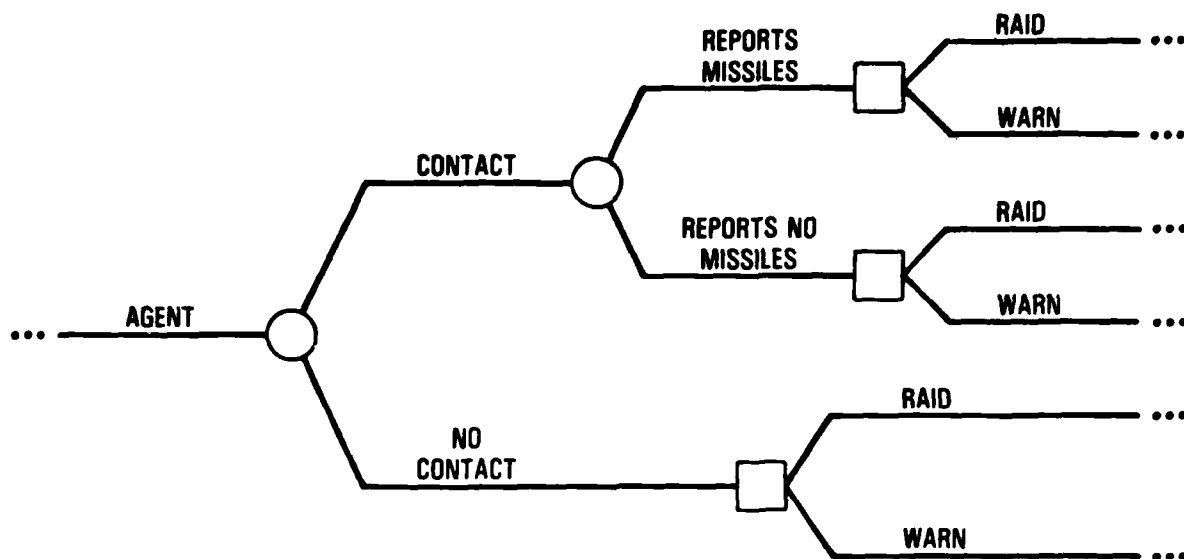 REPORTS
MISSILES
RAID
...
WARN
...
CONTACT
REPORTS NO
MISSILES
RAID
...
WARN
...
... AGENT
NO
CONTACT
RAID
...
WARN
...